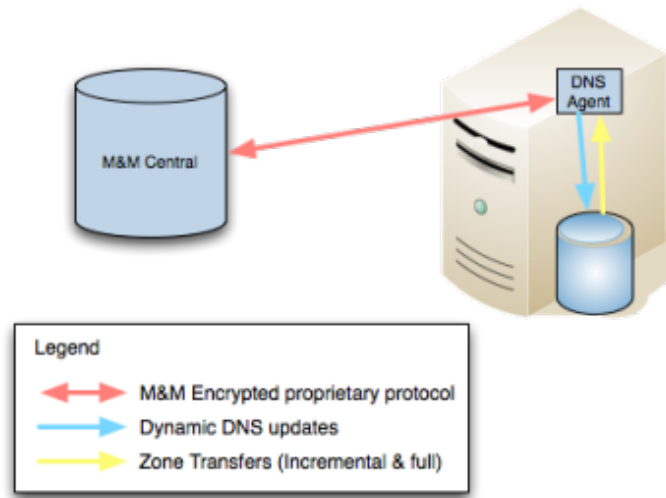 DNS
Agent
M&M Central
Legend
M&M Encrypted proprietary protocol
Dynamic DNS updates
Zone Transfers (Incremental & full)